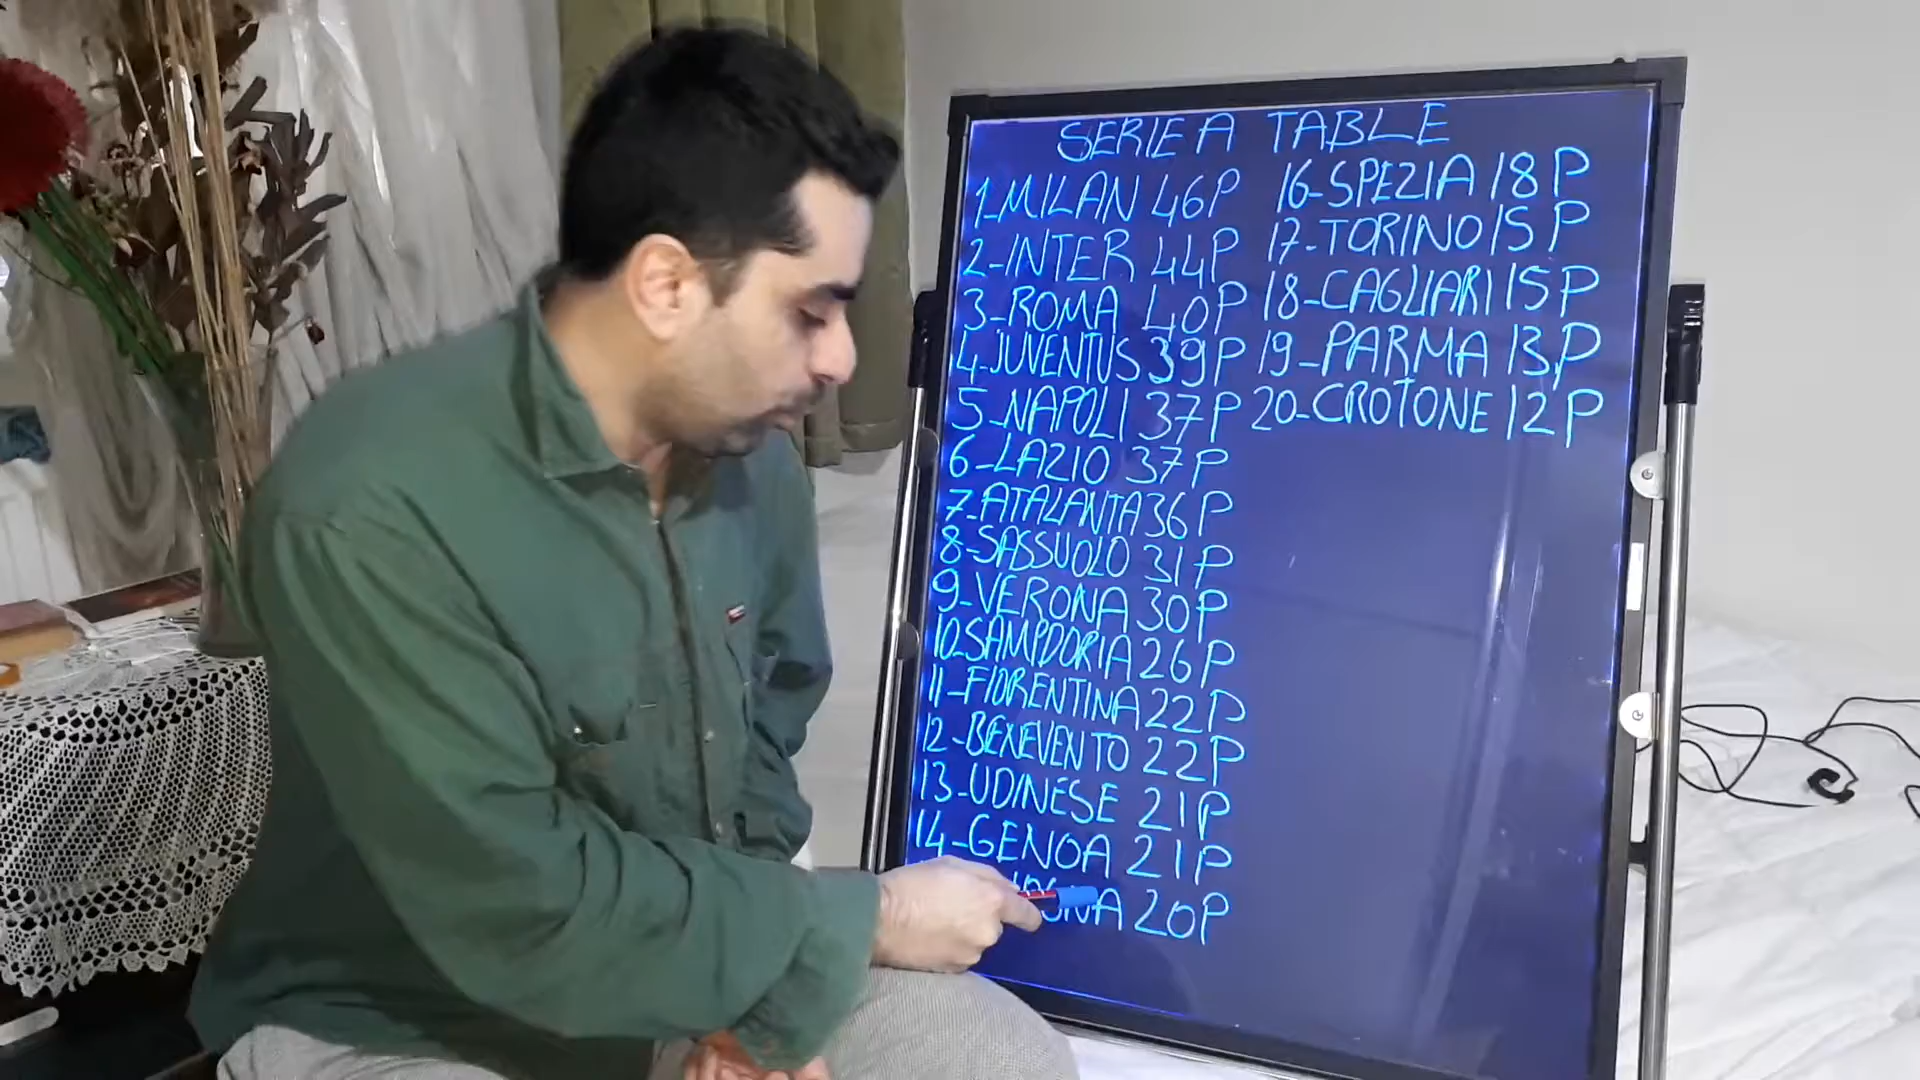 SERIE A TABLE
1-MILAN 46P
2-INTER 44P
3-ROMA 40P
4-JUVENTUS 39P
5-NAPOLI 37P
6-LAZIO 37P
7-ATALANTA 36P
8-SASSUOLO 31P
9-VERONA 30P
10-SAMPDORIA 26P
11-FIORENTINA 22P
12-BENEVENTO 22P
13-UDINESE 21P
14-GENOA 21P
20P
16-SPEZIA 18P
17-TORINO 15P
18-CAGLIARI 15P
19-PARMA 13P
20-CROTONE 12P